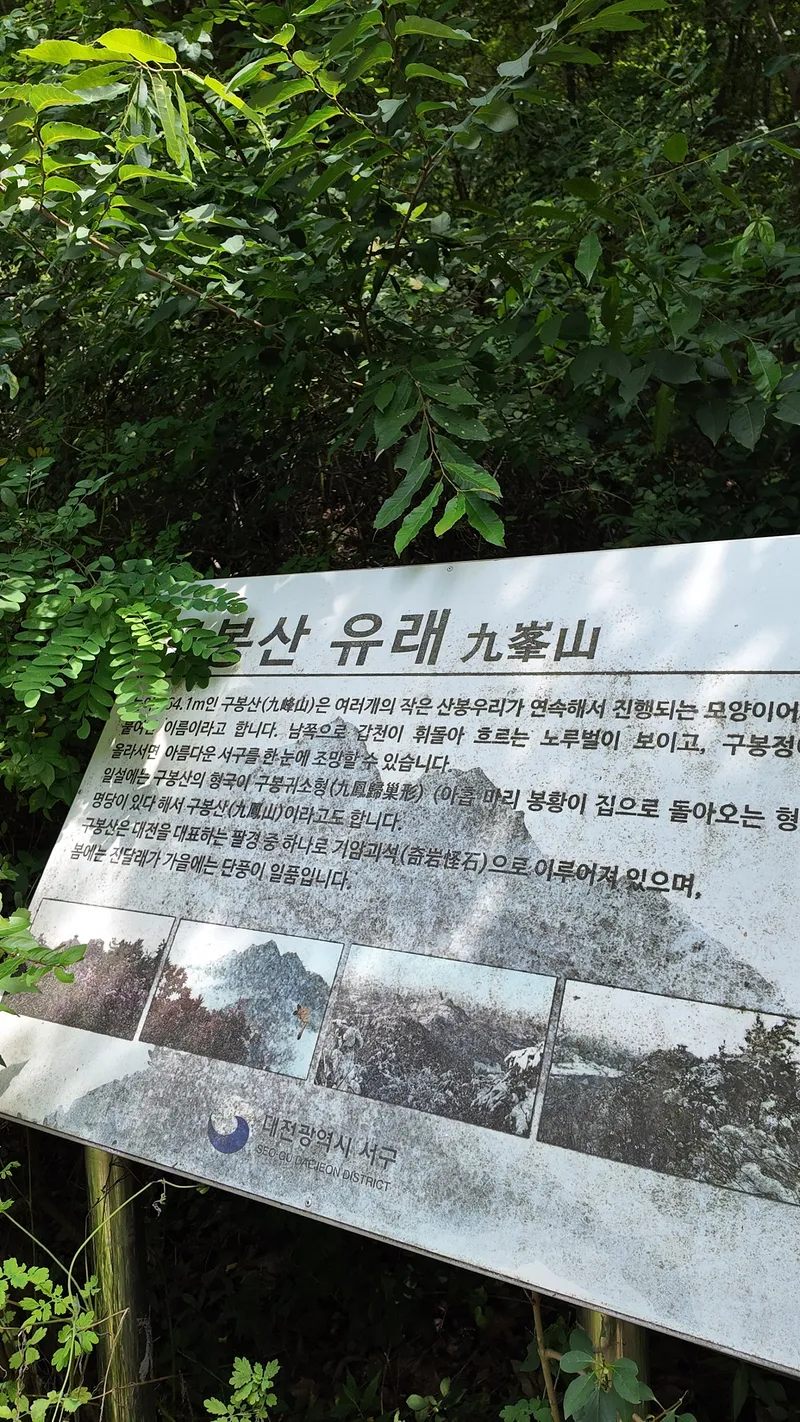 봉산 유래 九峯山
64.1m인 구봉산(九峰山)은 여러개의 작은 산봉우리가 연속해서 진행되는 모양이어
붙여진 이름이라고 합니다. 남쪽으로 갑천이 휘돌아 흐르는 노루벌이 보이고, 구봉정에
올라서면 아름다운 서구를 한 눈에 조망할 수 있습니다.
일설에는 구봉산의 형국이 구봉귀소형(九鳳歸巢形) (아홉 마리 봉황이 집으로 돌아오는 형
명당이 있다 해서 구봉산(九鳳山)이라고도 합니다.
구봉산은 대전을 대표하는 팔경 중 하나로 기암괴석(奇岩怪石)으로 이루어져 있으며,
봄에는 진달래가 가을에는 단풍이 일품입니다.
대전광역시 서구
SEO-GU DAEJEON DISTRICT